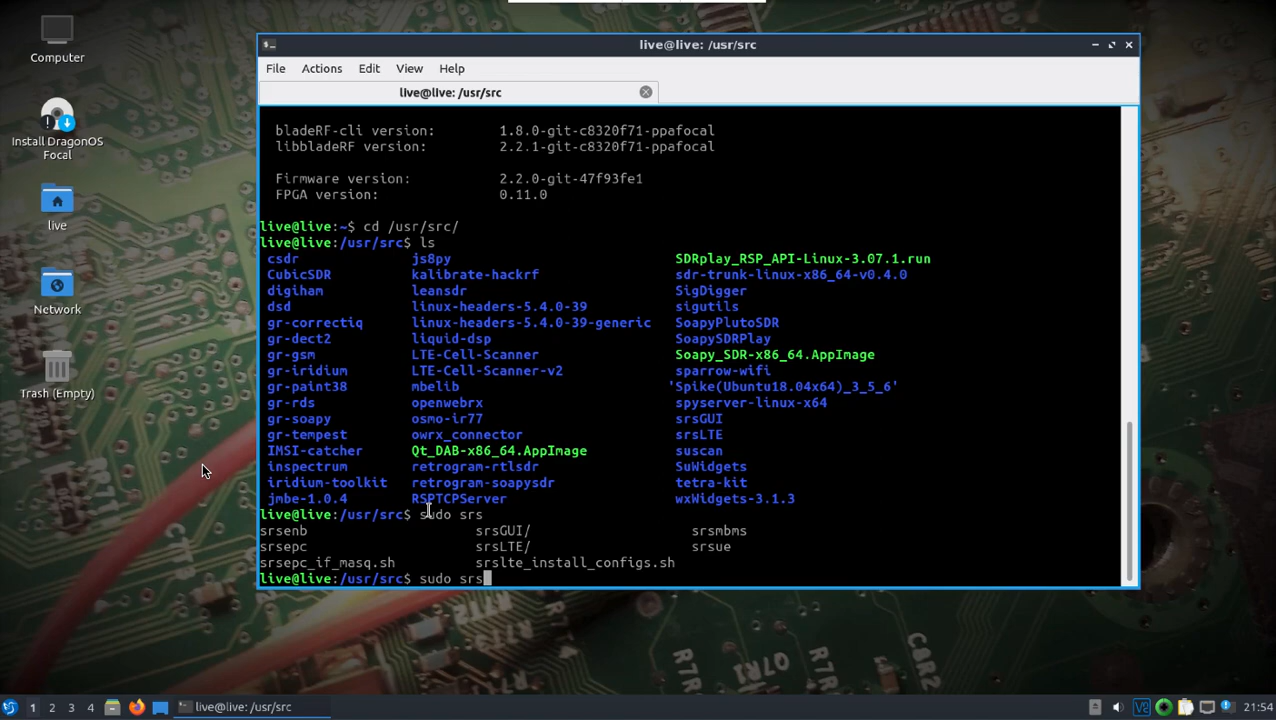 Computer
Install DragonOS
Focal
live
Network
Trash (Empty)
live@live: /usr/src
File Actions Edit View Help
live@live: /usr/src
bladeRF-cli version: 1.8.0-git-c8320f71-ppafocal
libbladeRF version: 2.2.1-git-c8320f71-ppafocal
Firmware version: 2.2.0-git-47f93fe1
FPGA version: 0.11.0
live@live:~$ cd /usr/src/
live@live:/usr/src$ ls
csdr js8py SDRplay_RSP_API-Linux-3.07.1.run
CubicSDR kalibrate-hackrf sdr-trunk-linux-x86_64-v0.4.0
digiham leansdr SigDigger
dsd linux-headers-5.4.0-39 sigutils
gr-correctiq linux-headers-5.4.0-39-generic SoapyPlutoSDR
gr-dect2 liquid-dsp SoapySDRPlay
gr-gsm LTE-Cell-Scanner Soapy_SDR-x86_64.AppImage
gr-iridium LTE-Cell-Scanner-v2 sparrow-wifi
gr-paint38 mbelib 'Spike(Ubuntu18.04x64)_3_5_6'
gr-rds openwebrx spyserver-linux-x64
gr-soapy osmo-ir77 srsGUI
gr-tempest owrx_connector srsLTE
IMSI-catcher Qt_DAB-x86_64.AppImage suscan
inspectrum retrogram-rtlsdr SuWidgets
iridium-toolkit retrogram-soapysdr tetra-kit
jmbe-1.0.4 RSPTCPServer wxWidgets-3.1.3
live@live:/usr/src$ sudo srs
srsenb srsGUI/ srsmbms
srsepc srsLTE/ srsue
srsepc_if_masq.sh srslte_install_configs.sh
live@live:/usr/src$ sudo srs
1 2 3 4 live@live: /usr/src 21:54